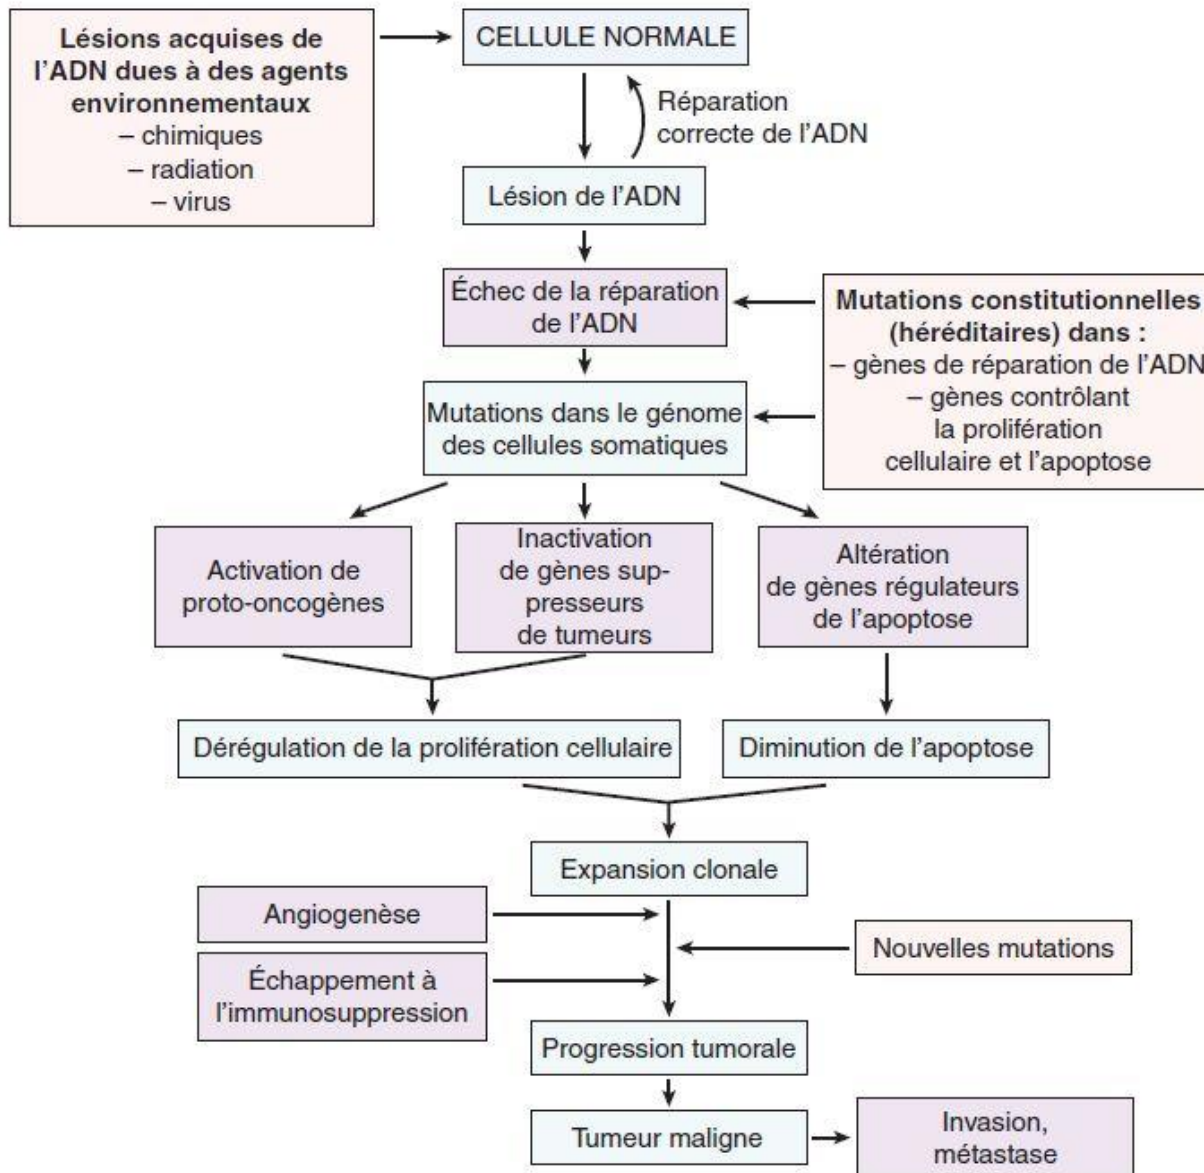 Lésions acquises de
l'ADN dues à des agents
environnementaux
– chimiques
– radiation
– virus
CELLULE NORMALE
Réparation
correcte de l'ADN
Lésion de l'ADN
Échec de la réparation
de l'ADN
Mutations constitutionnelles
(héréditaires) dans :
– gènes de réparation de l'ADN
– gènes contrôlant
la prolifération
cellulaire et l'apoptose
Mutations dans le génome
des cellules somatiques
Activation de
proto-oncogènes
Inactivation
de gènes sup-
presseurs
de tumeurs
Altération
de gènes régulateurs
de l'apoptose
Dérégulation de la prolifération cellulaire
Diminution de l'apoptose
Expansion clonale
Angiogenèse
Nouvelles mutations
Échappement à
l'immunosuppression
Progression tumorale
Tumeur maligne
Invasion,
métastase